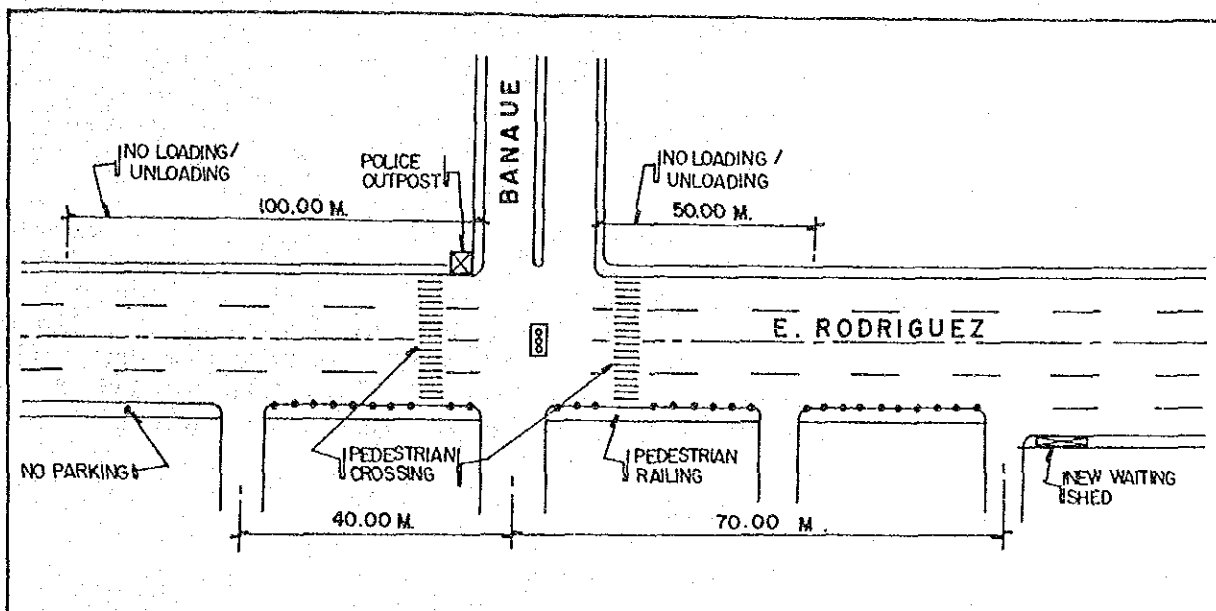 BANAUE
NO LOADING/
UNLOADING
100.00 M.
POLICE
OUTPOST
NO LOADING /
UNLOADING
50.00 M.
E. RODRIGUEZ
NO PARKING
PEDESTRIAN
CROSSING
PEDESTRIAN
RAILING
NEW WAITING
SHED
40.00 M.
70.00 M.